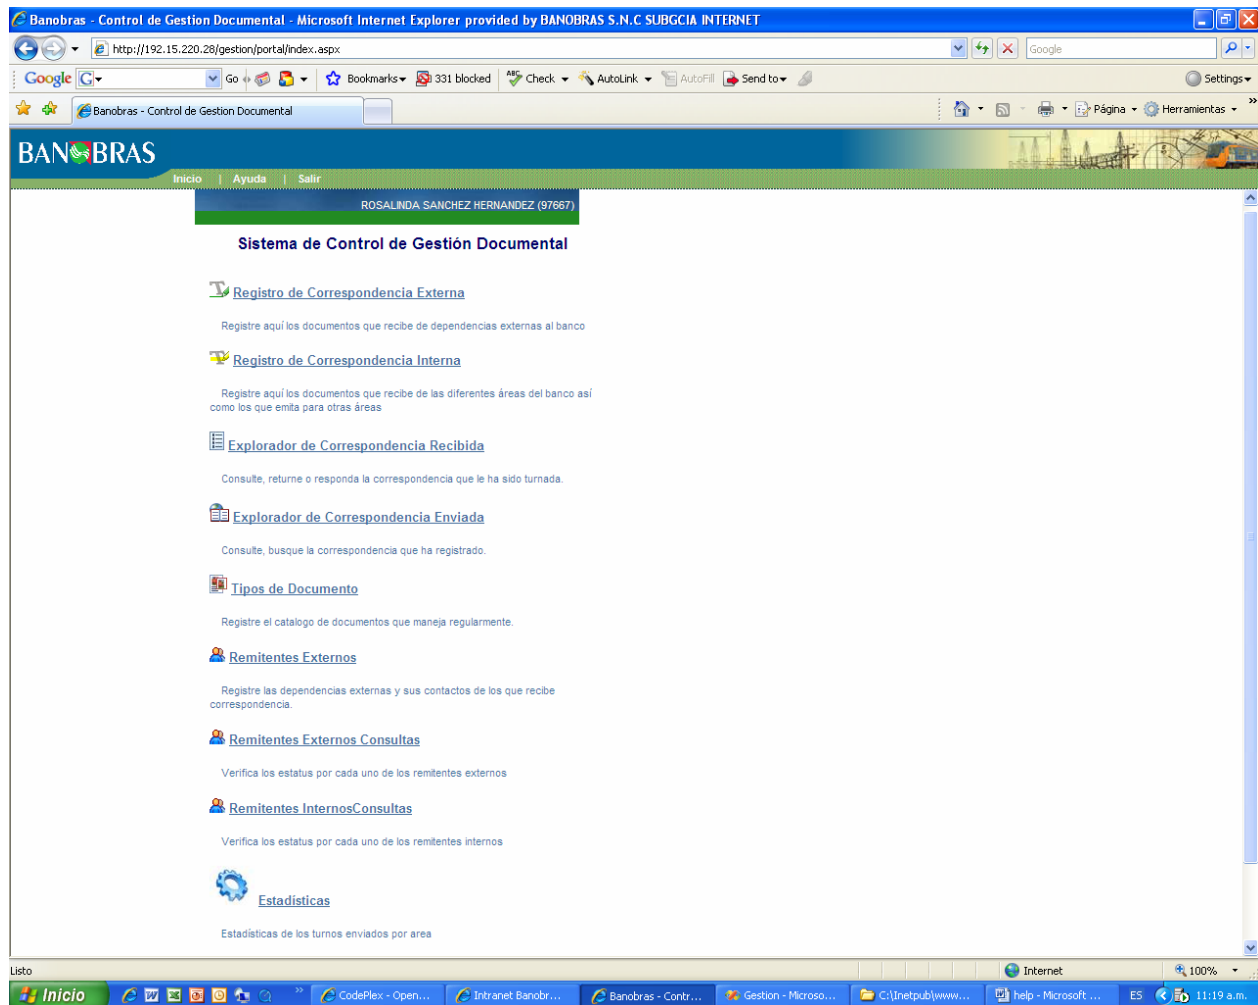 Banobras - Control de Gestion Documental - Microsoft Internet Explorer provided by BANOBRAS S.N.C SUBGCIA INTERNET
http://192.15.220.28/gestion/portal/index.aspx
Google
Google G Go Bookmarks 331 blocked ABC Check AutoLink AutoFill Send to Settings
Banobras - Control de Gestion Documental
Página Herramientas »
BANOBRAS
Inicio | Ayuda | Salir
ROSALINDA SANCHEZ HERNANDEZ (97667)
Sistema de Control de Gestión Documental
Registro de Correspondencia Externa
Registre aquí los documentos que recibe de dependencias externas al banco
Registro de Correspondencia Interna
Registre aquí los documentos que recibe de las diferentes áreas del banco así
como los que emita para otras áreas
Explorador de Correspondencia Recibida
Consulte, returne o responda la correspondencia que le ha sido turnada.
Explorador de Correspondencia Enviada
Consulte, busque la correspondencia que ha registrado.
Tipos de Documento
Registre el catalogo de documentos que maneja regularmente.
Remitentes Externos
Registre las dependencias externas y sus contactos de los que recibe
correspondencia.
Remitentes Externos Consultas
Verifica los estatus por cada uno de los remitentes externos
Remitentes InternosConsultas
Verifica los estatus por cada uno de los remitentes internos
Estadísticas
Estadísticas de los turnos enviados por area
Listo
Internet
100%
Inicio » CodePlex - Open... Intranet Banobr... Banobras - Contr... Gestion - Microso... C:\Inetpub\www... help - Microsoft ... ES 11:19 a.m.